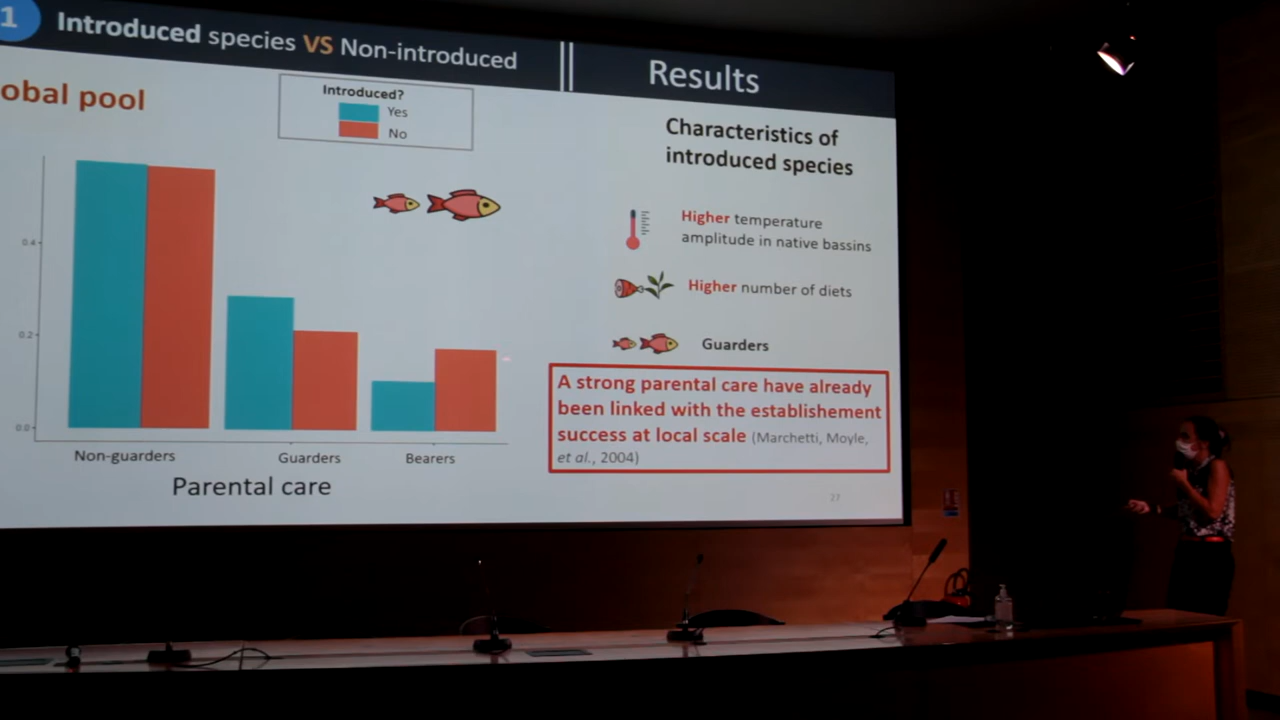 1
Introduced species VS Non-introduced
Results
obal pool
Introduced?
Yes
No
0.4
0.2
0.0
Non-guarders
Guarders
Bearers
Parental care
Characteristics of
introduced species
Higher temperature
amplitude in native bassins
Higher number of diets
Guarders
A strong parental care have already
been linked with the establishement
success at local scale (Marchetti, Moyle,
et al., 2004)
27